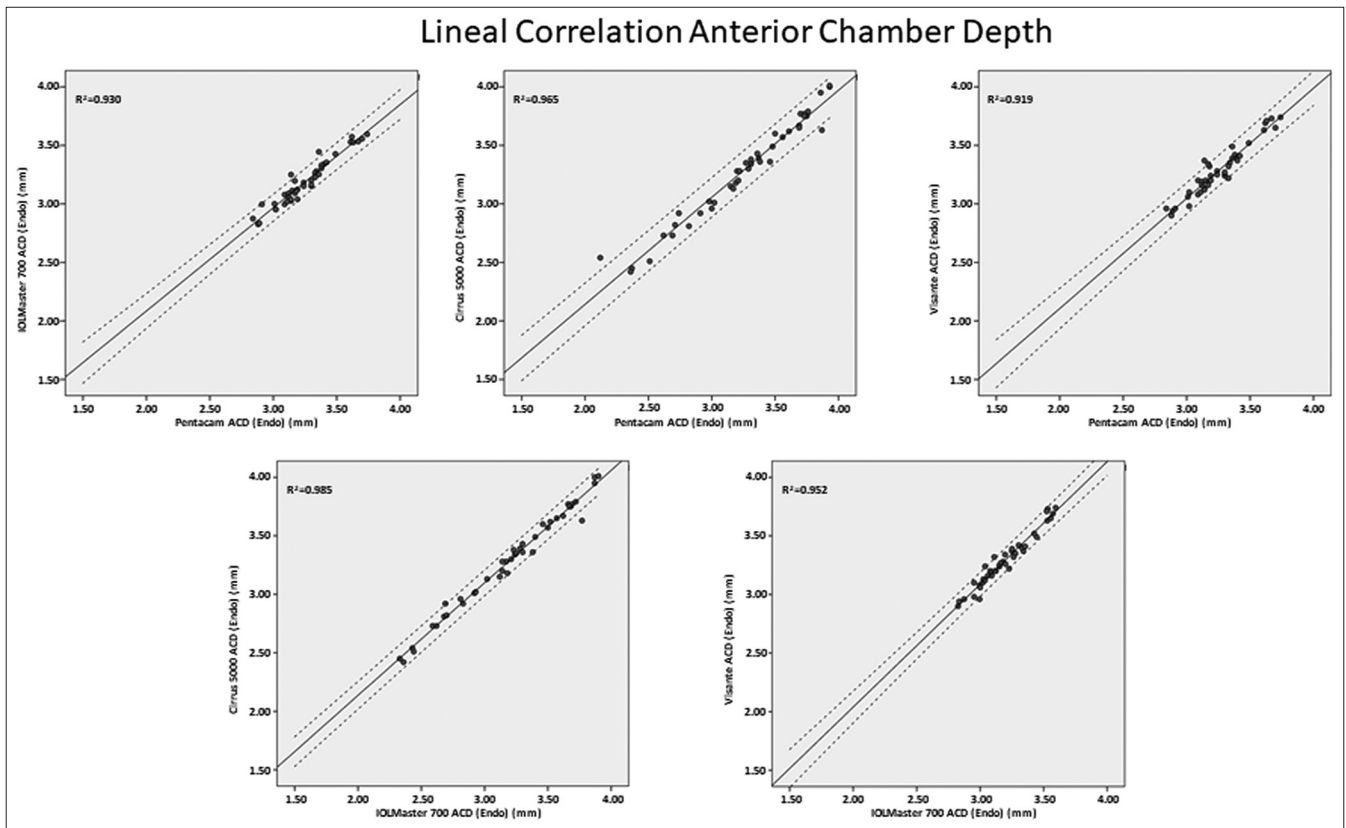 Lineal Correlation Anterior Chamber Depth
R²=0.930
IOLMaster 700 ACD (Endo) (mm)
4.00
3.50
3.00
2.50
2.00
1.50
1.50 2.00 2.50 3.00 3.50 4.00
Pentacam ACD (Endo) (mm)
R²=0.965
Cirrus 5000 ACD (Endo) (mm)
4.00
3.50
3.00
2.50
2.00
1.50
1.50 2.00 2.50 3.00 3.50 4.00
Pentacam ACD (Endo) (mm)
R²=0.919
Visante ACD (Endo) (mm)
4.00
3.50
3.00
2.50
2.00
1.50
1.50 2.00 2.50 3.00 3.50 4.00
Pentacam ACD (Endo) (mm)
R²=0.985
Cirrus 5000 ACD (Endo) (mm)
4.00
3.50
3.00
2.50
2.00
1.50
1.50 2.00 2.50 3.00 3.50 4.00
IOLMaster 700 ACD (Endo) (mm)
R²=0.952
Visante ACD (Endo) (mm)
4.00
3.50
3.00
2.50
2.00
1.50
1.50 2.00 2.50 3.00 3.50 4.00
IOLMaster 700 ACD (Endo) (mm)